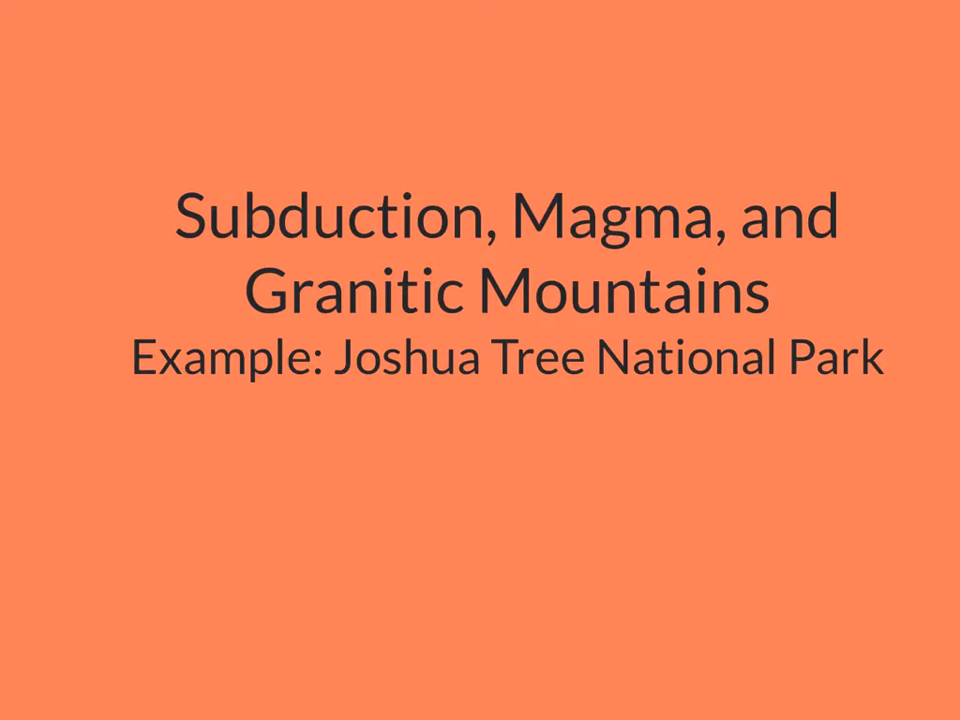 Subduction, Magma, and
Granitic Mountains
Example: Joshua Tree National Park